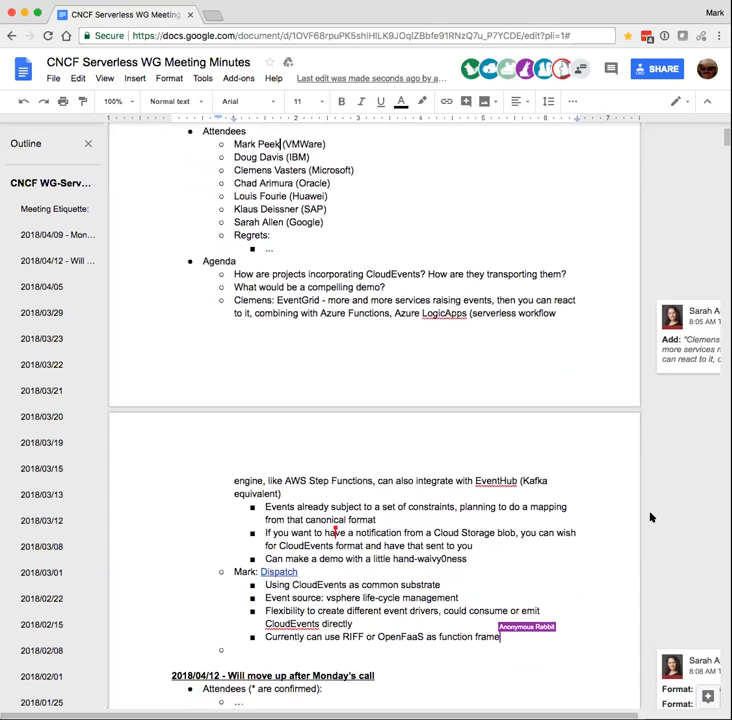 CNCF Serverless WG Meeting
Mark
Secure
https://docs.google.com/document/d/1OVF68rpuPK5shlHILK9JOqlZBbfe91RNzQ7u_P7YCDE/edit?pli=1#
CNCF Serverless WG Meeting Minutes
File Edit View Insert Format Tools Add-ons Help Last edit was made seconds ago by a...
SHARE
100% Normal text Arial 11
Outline
CNCF WG-Serv...
Meeting Etiquette:
2018/04/09 - Mon...
2018/04/12 - Will ...
2018/04/05
2018/03/29
2018/03/23
2018/03/22
2018/03/21
2018/03/20
2018/03/19
2018/03/15
2018/03/13
2018/03/12
2018/03/08
2018/03/01
2018/02/22
2018/02/15
2018/02/08
2018/02/01
2018/01/25
Attendees
Mark Peek (VMWare)
Doug Davis (IBM)
Clemens Vasters (Microsoft)
Chad Arimura (Oracle)
Louis Fourie (Huawei)
Klaus Deissner (SAP)
Sarah Allen (Google)
Regrets:
...
Agenda
How are projects incorporating CloudEvents? How are they transporting them?
What would be a compelling demo?
Clemens: EventGrid - more and more services raising events, then you can react
to it, combining with Azure Functions, Azure LogicApps (serverless workflow
engine, like AWS Step Functions, can also integrate with EventHub (Kafka
equivalent)
Events already subject to a set of constraints, planning to do a mapping
from that canonical format
If you want to have a notification from a Cloud Storage blob, you can wish
for CloudEvents format and have that sent to you
Can make a demo with a little hand-waivy0ness
Mark: Dispatch
Using CloudEvents as common substrate
Event source: vsphere life-cycle management
Flexibility to create different event drivers, could consume or emit
CloudEvents directly
Anonymous Rabbit
Currently can use RIFF or OpenFaaS as function frame
2018/04/12 - Will move up after Monday's call
Attendees (* are confirmed):
...
Sarah A
8:05 AM T
Add: "Clemens:
more services r
can react to it, c
Sarah A
8:08 AM T
Format:
Format: